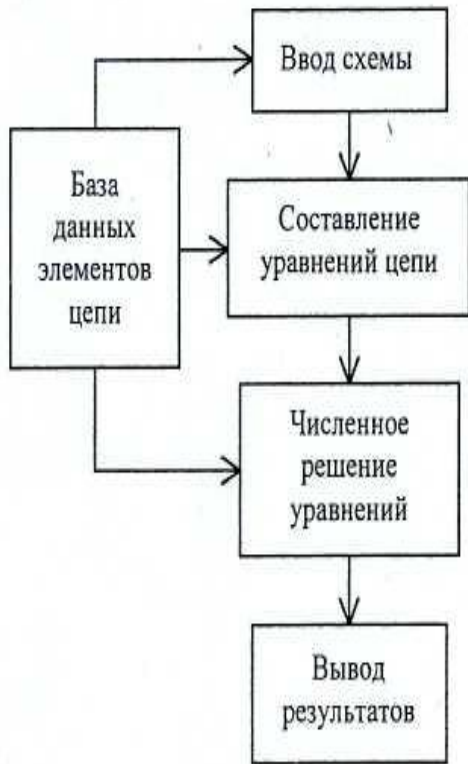 Ввод схемы
База
данных
элементов
цепи
Составление
уравнений цепи
Численное
решение
уравнений
Вывод
результатов